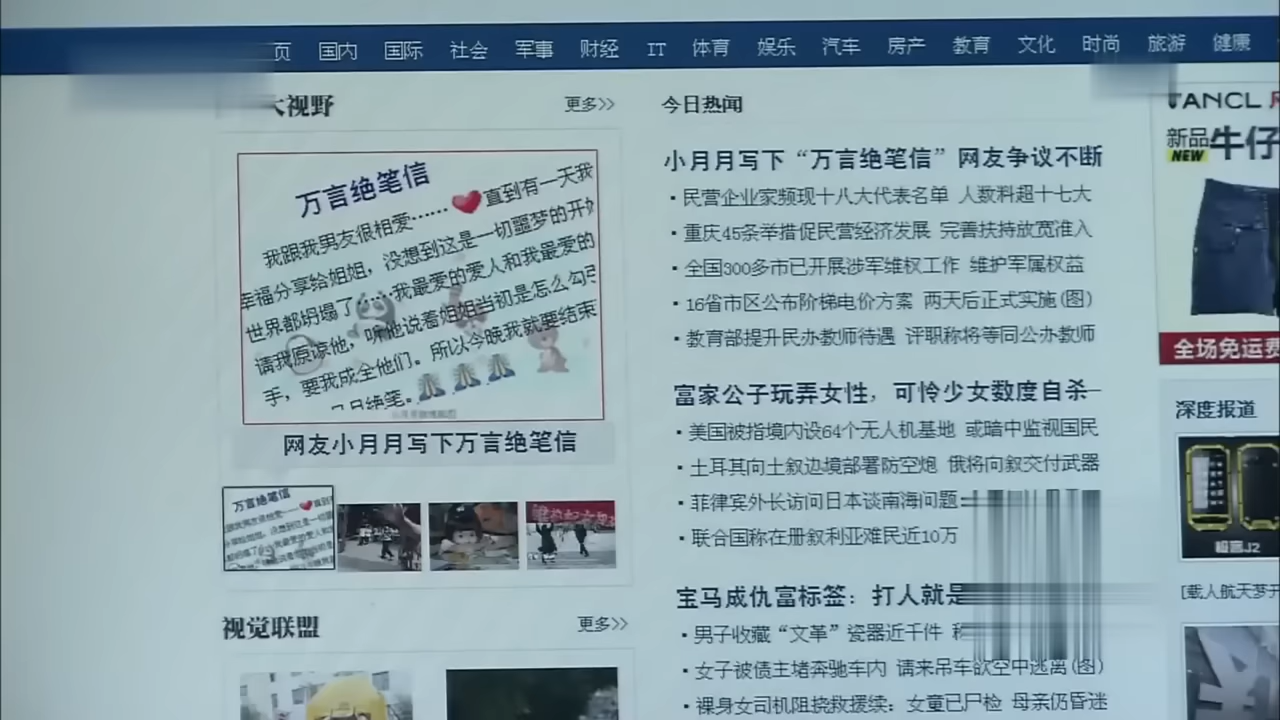 页 国内 国际 社会 军事 财经 IT 体育 娱乐 汽车 房产 教育 文化 时尚 旅游 健康
大视野 更多>>
万言绝笔信
我跟我男友很相爱…… 直到有一天我
幸福分享给姐姐，没想到这是一切噩梦的开始
世界都坍塌了 我最爱的爱人和我最爱的
请我原谅他，听他说着姐姐当初是怎么勾引
手，要我成全他们。所以今晚我就要结束
月绝笔。
网友小月月写下万言绝笔信
万言绝笔信
视觉联盟 更多>>
今日热闻
小月月写下“万言绝笔信”网友争议不断
·民营企业家频现十八大代表名单 人数料超十七大
·重庆45条举措促民营经济发展 完善扶持放宽准入
·全国300多市已开展涉军维权工作 维护军属权益
·16省市区公布阶梯电价方案 两天后正式实施(图)
·教育部提升民办教师待遇 评职称将等同公办教师
富家公子玩弄女性，可怜少女数度自杀
·美国被指境内设64个无人机基地 或暗中监视国民
·土耳其向土叙边境部署防空炮 俄将向叙交付武器
·菲律宾外长访问日本谈南海问题
·联合国称在册叙利亚难民近10万
宝马成仇富标签：打人就是
·男子收藏“文革”瓷器近千件
·女子被债主堵奔驰车内 请来吊车欲空中逃离(图)
·裸身女司机阻挠救援续：女童已尸检 母亲仍昏迷
VANCL
新品 牛仔
NEW
全场免运费
深度报道
J2
[载人航天梦开